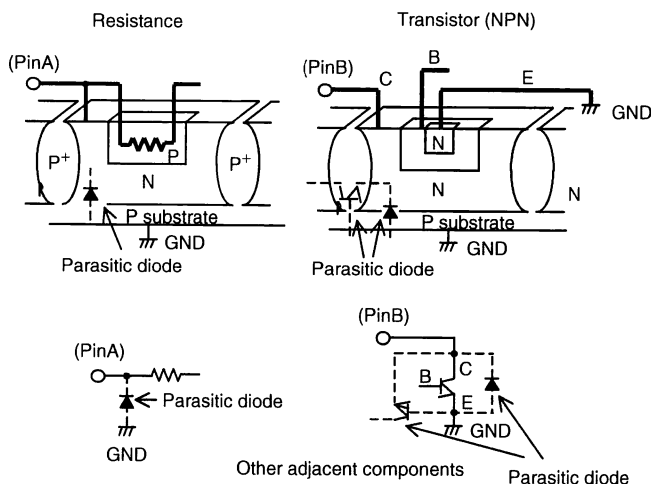 Resistance
Transistor (NPN)
(PinA)
P+
P
P+
N
P substrate
GND
Parasitic diode
(PinB)
C
B
E
GND
N
N
N
P substrate
GND
Parasitic diode
(PinA)
Parasitic diode
GND
(PinB)
B
C
E
GND
Other adjacent components
Parasitic diode